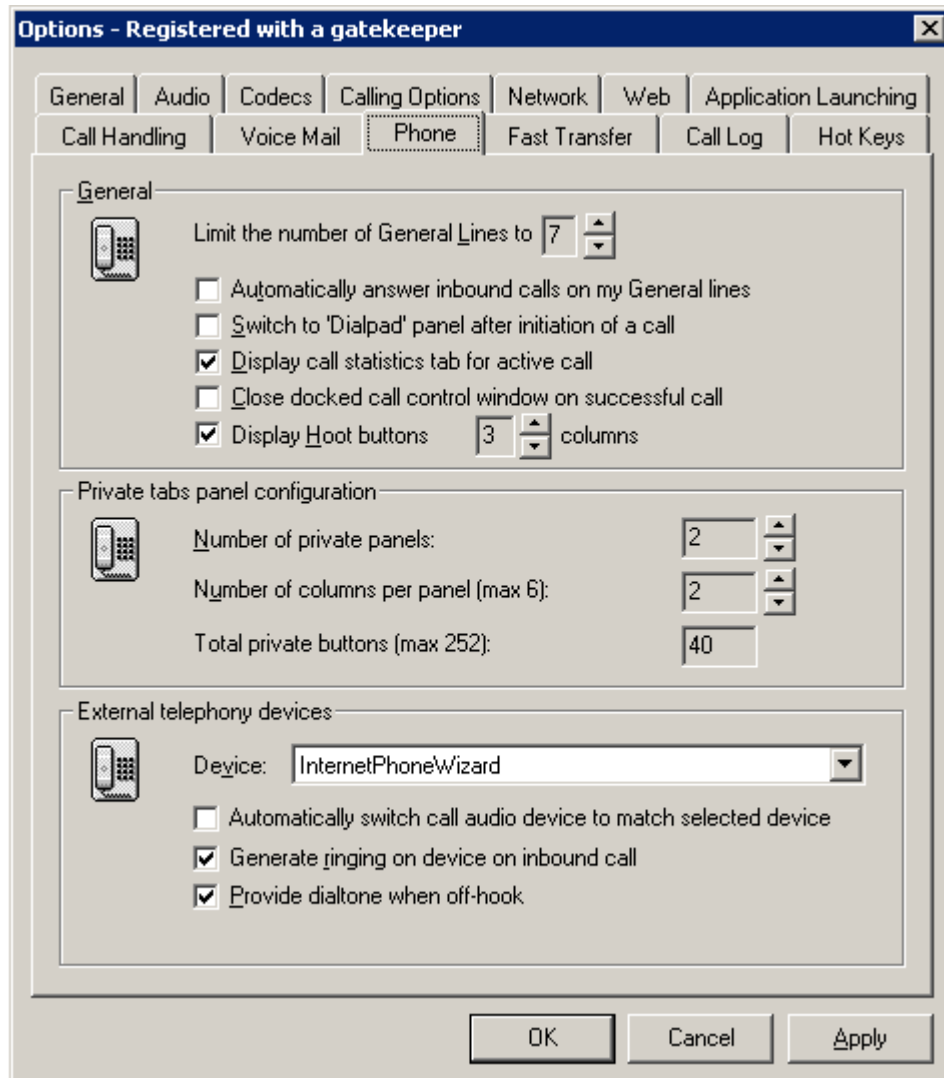 Options - Registered with a gatekeeper
General Audio Codecs Calling Options Network Web Application Launching
Call Handling Voice Mail Phone Fast Transfer Call Log Hot Keys
General
Limit the number of General Lines to 7
Automatically answer inbound calls on my General lines
Switch to 'Dialpad' panel after initiation of a call
Display call statistics tab for active call
Close docked call control window on successful call
Display Hoot buttons 3 columns
Private tabs panel configuration
Number of private panels: 2
Number of columns per panel (max 6): 2
Total private buttons (max 252): 40
External telephony devices
Device: InternetPhoneWizard
Automatically switch call audio device to match selected device
Generate ringing on device on inbound call
Provide dialtone when off-hook
OK Cancel Apply